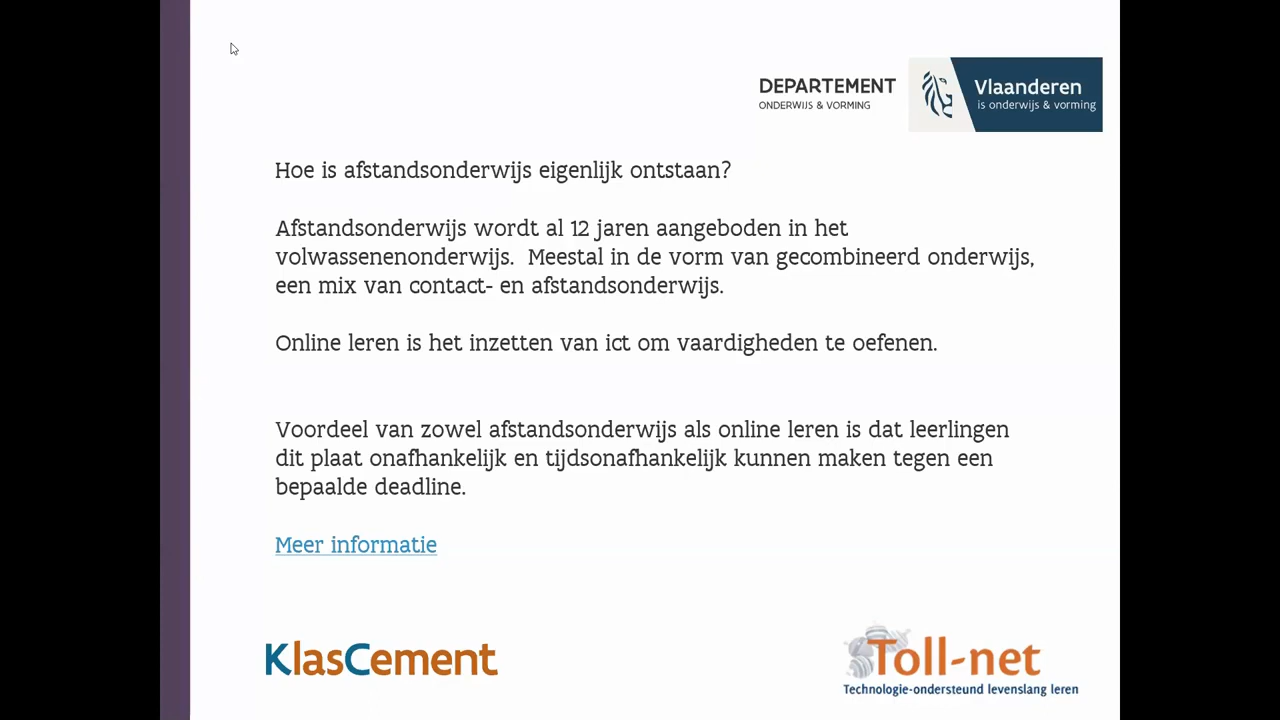 DEPARTEMENT
ONDERWIJS & VORMING
Vlaanderen
is onderwijs & vorming
Hoe is afstandsonderwijs eigenlijk ontstaan?
Afstandsonderwijs wordt al 12 jaren aangeboden in het
volwassenenonderwijs. Meestal in de vorm van gecombineerd onderwijs,
een mix van contact- en afstandsonderwijs.
Online leren is het inzetten van ict om vaardigheden te oefenen.
Voordeel van zowel afstandsonderwijs als online leren is dat leerlingen
dit plaat onafhankelijk en tijdsonafhankelijk kunnen maken tegen een
bepaalde deadline.
Meer informatie
KlasCement
Toll-net
Technologie-ondersteund levenslang leren